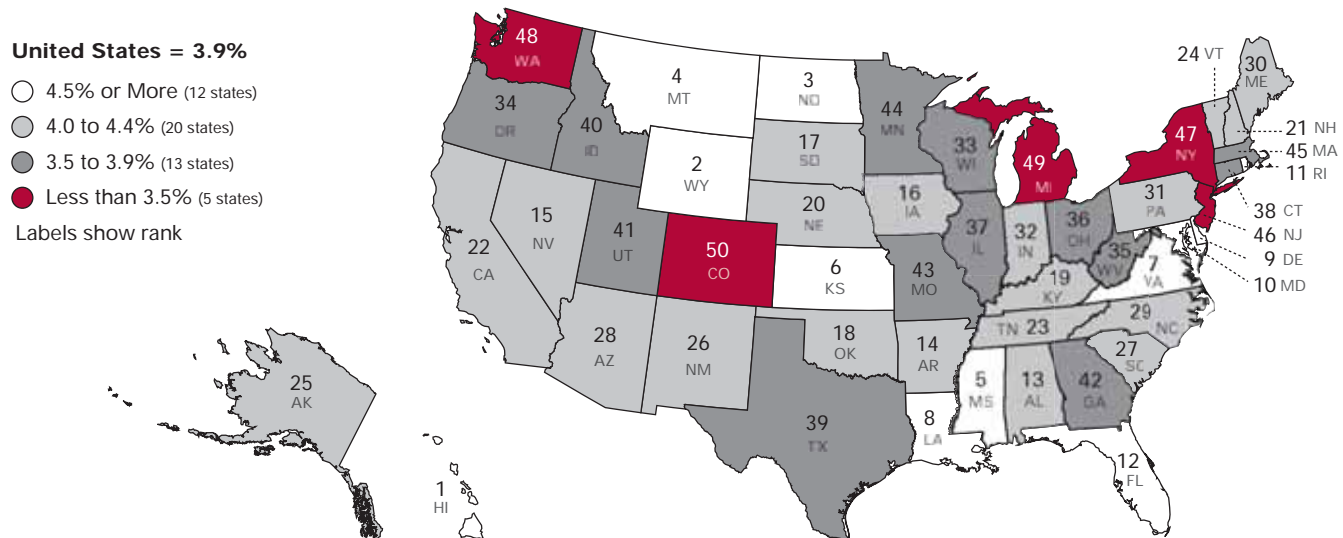 United States = 3.9%
4.5% or More (12 states)
4.0 to 4.4% (20 states)
3.5 to 3.9% (13 states)
Less than 3.5% (5 states)
Labels show rank
48
WA
4
MT
3
ND
44
MN
24 VT
30
ME
34
OR
40
ID
17
SD
33
WI
49
MI
47
NY
21 NH
45 MA
11 RI
2
WY
16
IA
31
PA
38 CT
46 NJ
9 DE
10 MD
22
CA
15
NV
41
UT
50
CO
20
NE
6
KS
43
MO
37
IL
32
IN
36
OH
35
WV
7
VA
19
KY
28
AZ
26
NM
18
OK
14
AR
TN 23
29
NC
27
SC
25
AK
1
HI
39
TX
8
LA
5
MS
13
AL
42
GA
12
FL